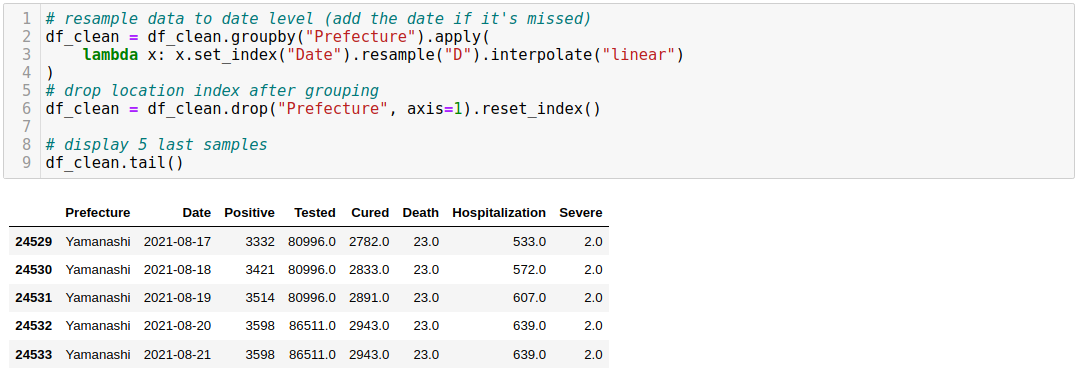 1 # resample data to date level (add the date if it's missed)
2 df_clean = df_clean.groupby("Prefecture").apply(
3     lambda x: x.set_index("Date").resample("D").interpolate("linear")
4 )
5 # drop location index after grouping
6 df_clean = df_clean.drop("Prefecture", axis=1).reset_index()
7
8 # display 5 last samples
9 df_clean.tail()
Prefecture Date Positive Tested Cured Death Hospitalization Severe
24529 Yamanashi 2021-08-17 3332 80996.0 2782.0 23.0 533.0 2.0
24530 Yamanashi 2021-08-18 3421 80996.0 2833.0 23.0 572.0 2.0
24531 Yamanashi 2021-08-19 3514 80996.0 2891.0 23.0 607.0 2.0
24532 Yamanashi 2021-08-20 3598 86511.0 2943.0 23.0 639.0 2.0
24533 Yamanashi 2021-08-21 3598 86511.0 2943.0 23.0 639.0 2.0